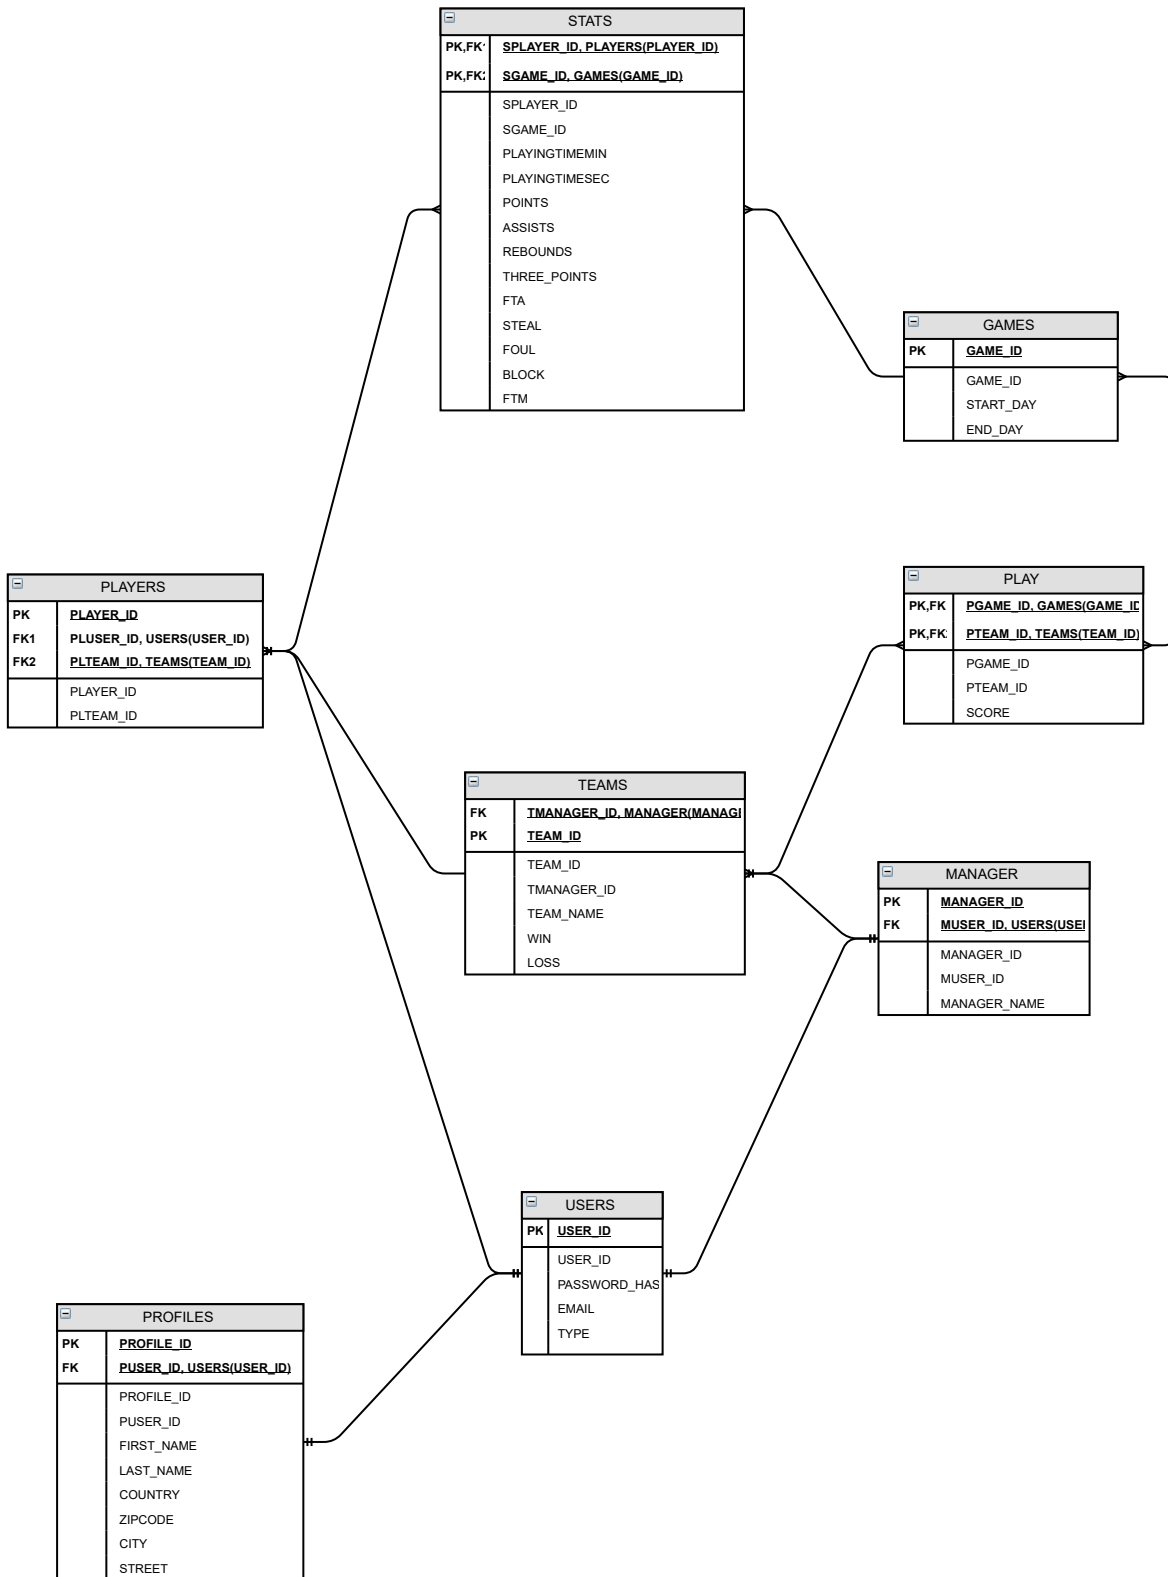 STATS
PK,FK1 SPLAYER_ID, PLAYERS(PLAYER_ID)
PK,FK2 SGAME_ID, GAMES(GAME_ID)
SPLAYER_ID
SGAME_ID
PLAYINGTIMEMIN
PLAYINGTIMESEC
POINTS
ASSISTS
REBOUNDS
THREE_POINTS
FTA
STEAL
FOUL
BLOCK
FTM
GAMES
PK GAME_ID
GAME_ID
START_DAY
END_DAY
PLAYERS
PK PLAYER_ID
FK1 PLUSER_ID, USERS(USER_ID)
FK2 PLTEAM_ID, TEAMS(TEAM_ID)
PLAYER_ID
PLTEAM_ID
PLAY
PK,FK PGAME_ID, GAMES(GAME_ID
PK,FK PTEAM_ID, TEAMS(TEAM_ID)
PGAME_ID
PTEAM_ID
SCORE
TEAMS
FK TMANAGER_ID, MANAGER(MANAGE
PK TEAM_ID
TEAM_ID
TMANAGER_ID
TEAM_NAME
WIN
LOSS
MANAGER
PK MANAGER_ID
FK MUSER_ID, USERS(USER
MANAGER_ID
MUSER_ID
MANAGER_NAME
USERS
PK USER_ID
USER_ID
PASSWORD_HAS
EMAIL
TYPE
PROFILES
PK PROFILE_ID
FK PUSER_ID, USERS(USER_ID)
PROFILE_ID
PUSER_ID
FIRST_NAME
LAST_NAME
COUNTRY
ZIPCODE
CITY
STREET